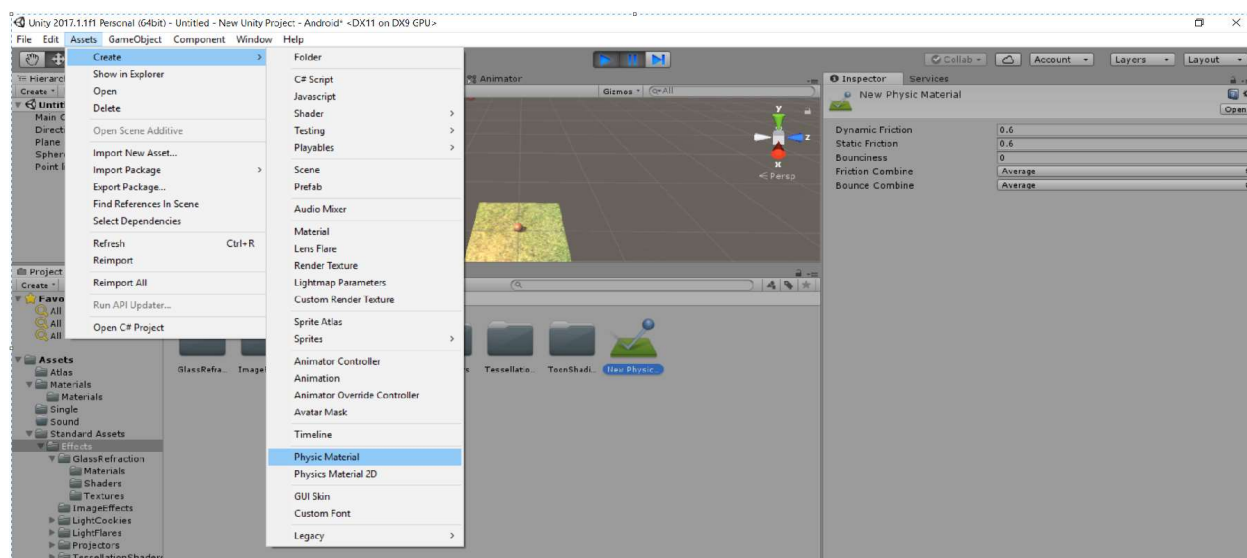 Unity 2017.1.1f1 Personal (64bit) - Untitled - New Unity Project - Android* <DX11 on DX9 GPU>
File Edit Assets GameObject Component Window Help
Collab Account Layers Layout
Hierarc
Create
Untitl
Main C
Directi
Plane
Spher
Point l
Create
Show in Explorer
Open
Delete
Open Scene Additive
Import New Asset...
Import Package
Export Package...
Find References In Scene
Select Dependencies
Refresh Ctrl+R
Reimport
Reimport All
Run API Updater...
Open C# Project
Folder
C# Script
Javascript
Shader
Testing
Playables
Scene
Prefab
Audio Mixer
Material
Lens Flare
Render Texture
Lightmap Parameters
Custom Render Texture
Sprite Atlas
Sprites
Animator Controller
Animation
Animator Override Controller
Avatar Mask
Timeline
Physic Material
Physics Material 2D
GUI Skin
Custom Font
Legacy
Animator
Gizmos All
y
z
x
Persp
Inspector Services
New Physic Material
Open
Dynamic Friction 0.6
Static Friction 0.6
Bounciness 0
Friction Combine Average
Bounce Combine Average
Project
Create
Favo
All
All
All
Assets
Atlas
Materials
Materials
Single
Sound
Standard Assets
Effects
GlassRefraction
Materials
Shaders
Textures
ImageEffects
LightCookies
LightFlares
Projectors
TessellationShaders
GlassRefra... Imagel s Tessellatio... ToonShadi... New Physic...